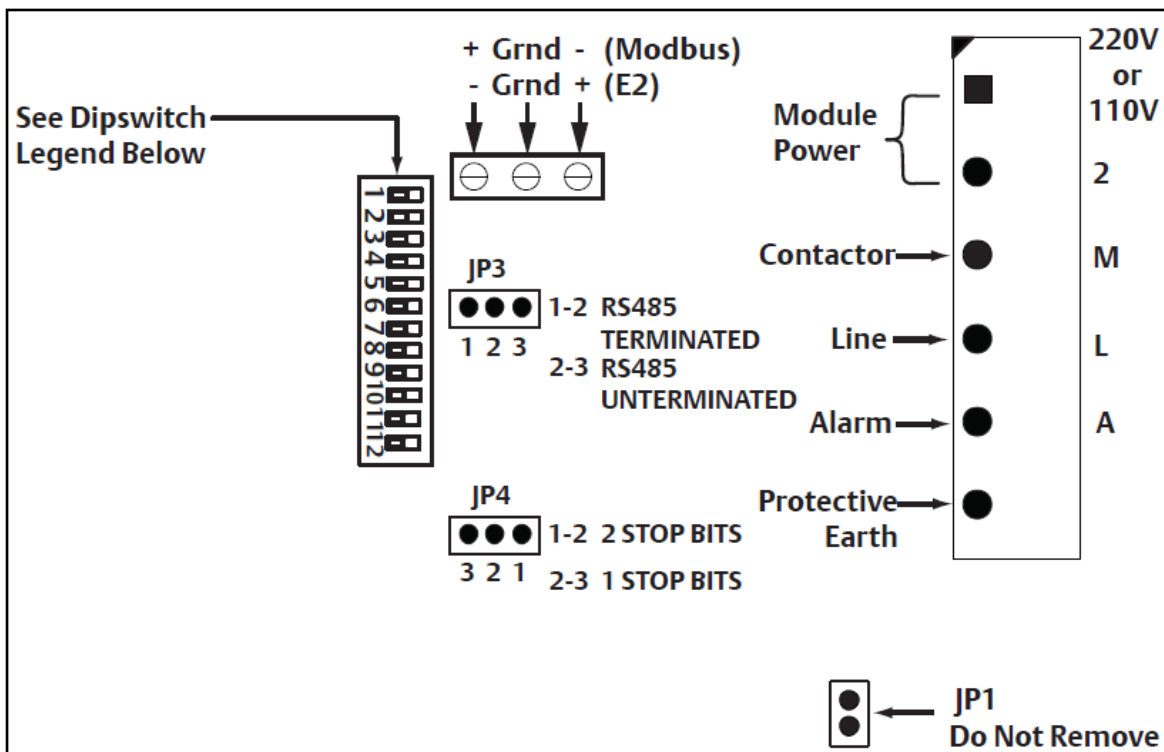 + Grnd - (Modbus)
- Grnd + (E2)
See Dipswitch
Legend Below
1
2
3
4
5
6
7
8
9
10
11
12
JP3
1 2 3
1-2 RS485
TERMINATED
2-3 RS485
UNTERMINATED
JP4
3 2 1
1-2 2 STOP BITS
2-3 1 STOP BITS
Module
Power
220V
or
110V
2
Contactor
M
Line
L
Alarm
A
Protective
Earth
JP1
Do Not Remove